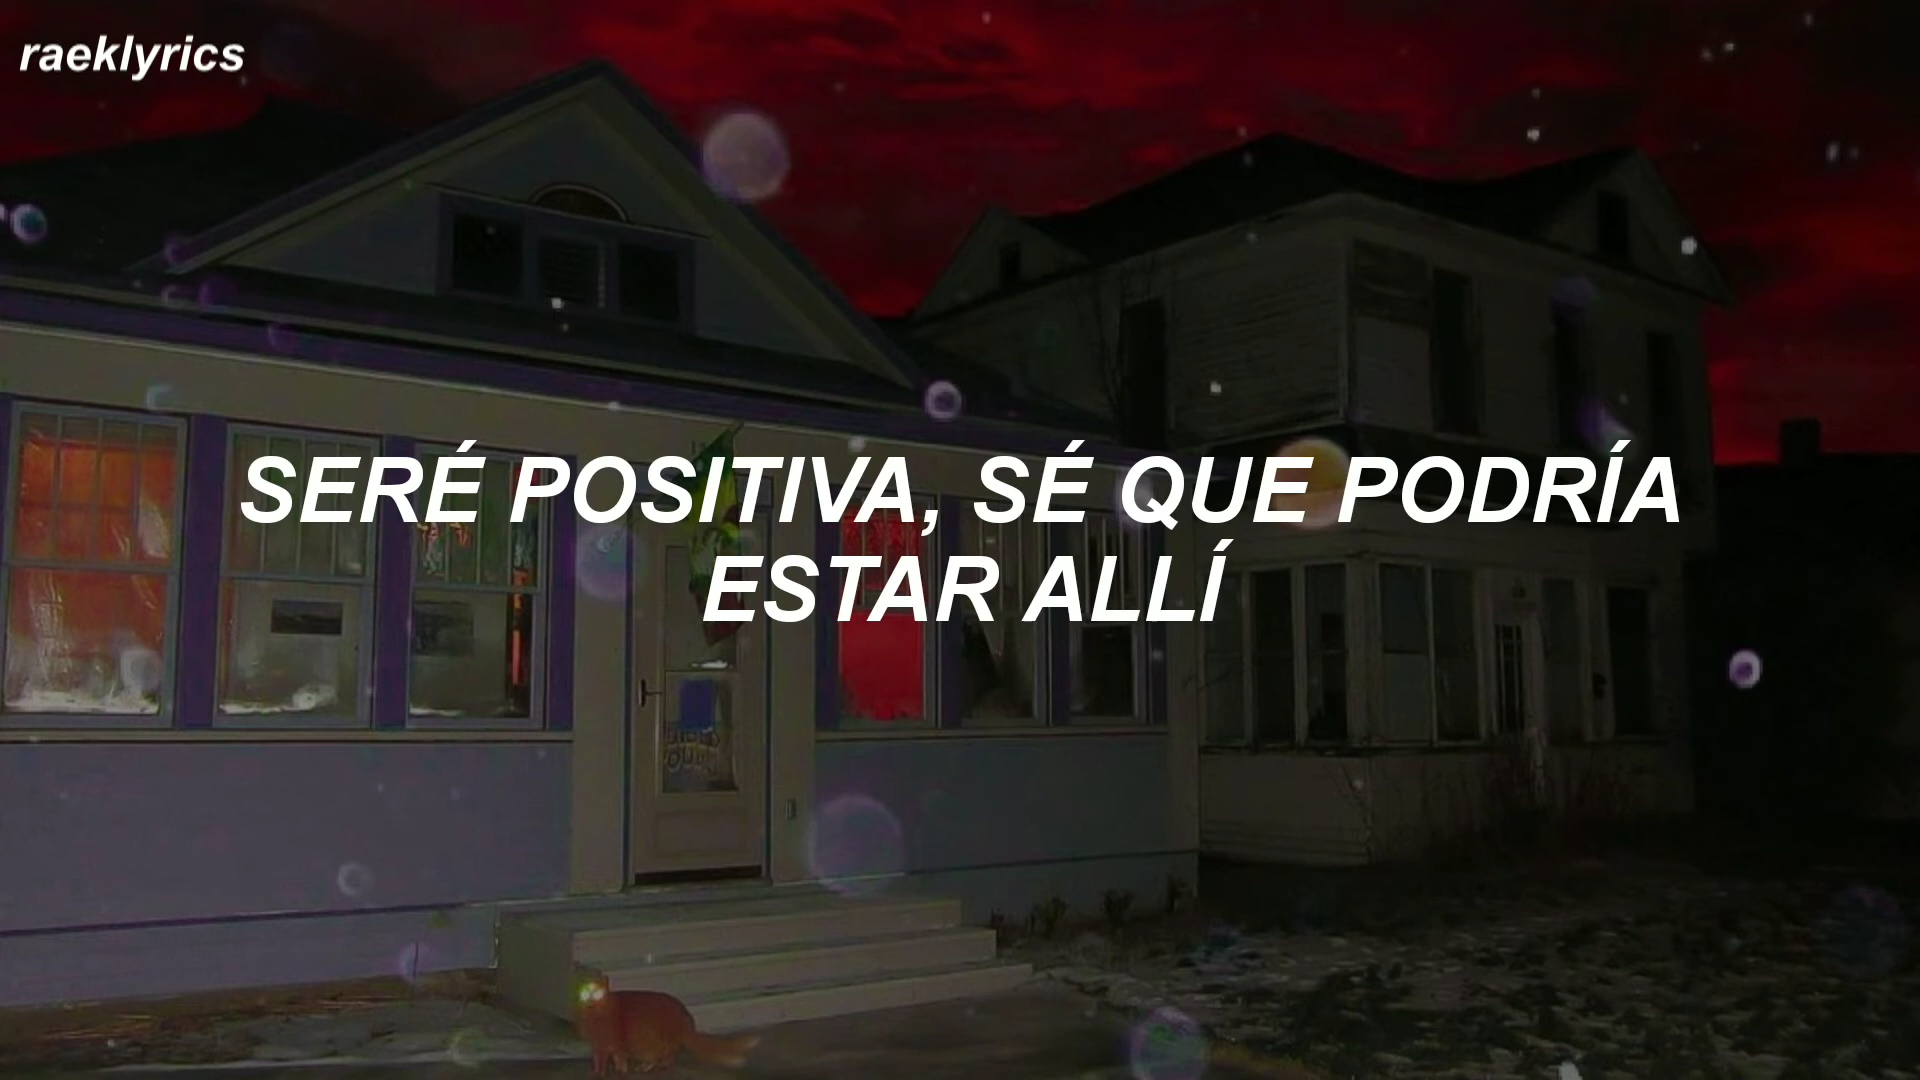 raeklyrics
SERÉ POSITIVA, SÉ QUE PODRÍA
ESTAR ALLÍ